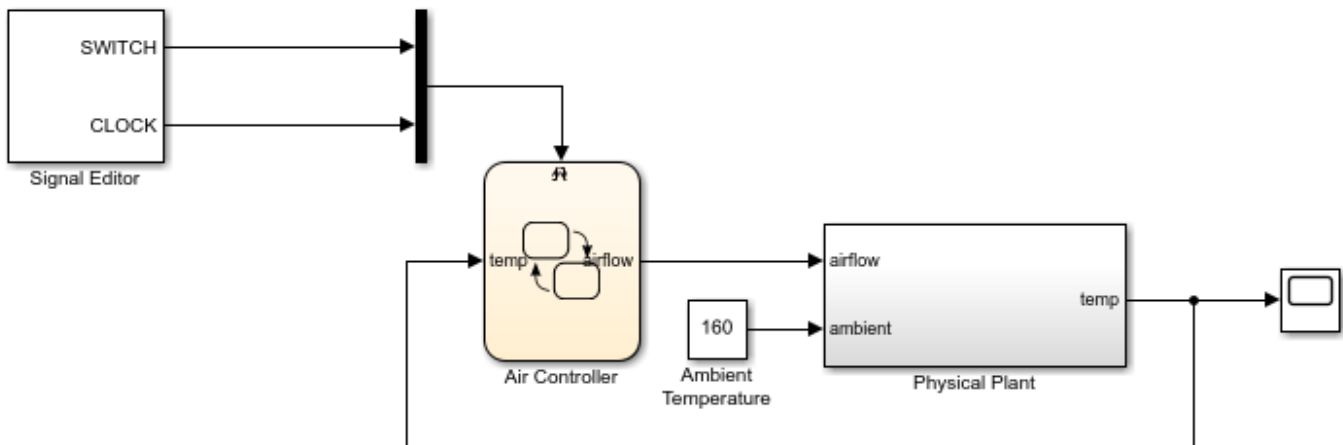 SWITCH
CLOCK
Signal Editor
temp
airflow
Air Controller
160
Ambient
Temperature
airflow
ambient
temp
Physical Plant